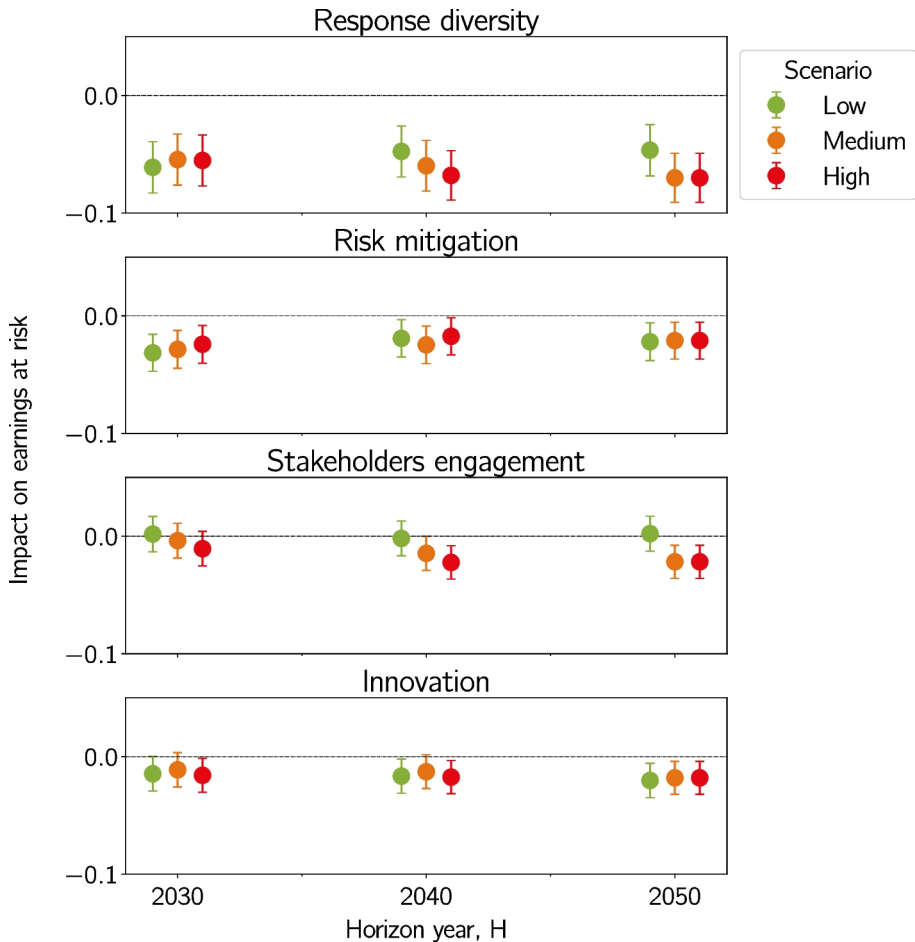 Response diversity
0.0
−0.1
Scenario
Low
Medium
High
Risk mitigation
0.0
−0.1
Stakeholders engagement
0.0
−0.1
Innovation
0.0
−0.1
2030 2040 2050
Horizon year, H
Impact on earnings at risk